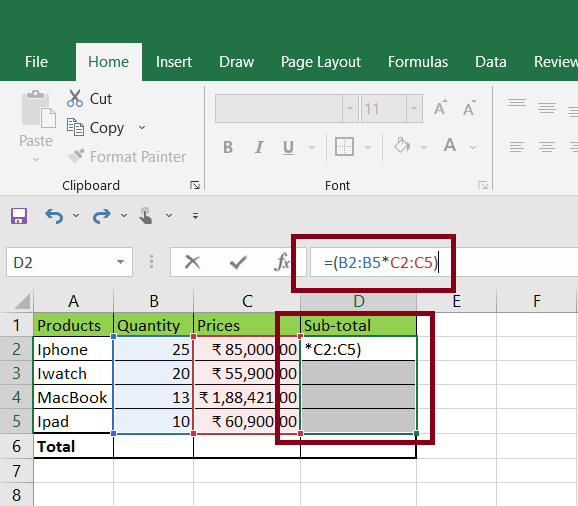 File Home Insert Draw Page Layout Formulas Data Review
Cut
Copy
Paste
Format Painter
11 A A
B I U A
Clipboard Font
D2 fx =(B2:B5*C2:C5)
A B C D E F
1 Products Quantity Prices Sub-total
2 Iphone 25 ₹ 85,000.00 *C2:C5)
3 Iwatch 20 ₹ 55,900.00
4 MacBook 13 ₹ 1,88,421.00
5 Ipad 10 ₹ 60,900.00
6 Total
7
8